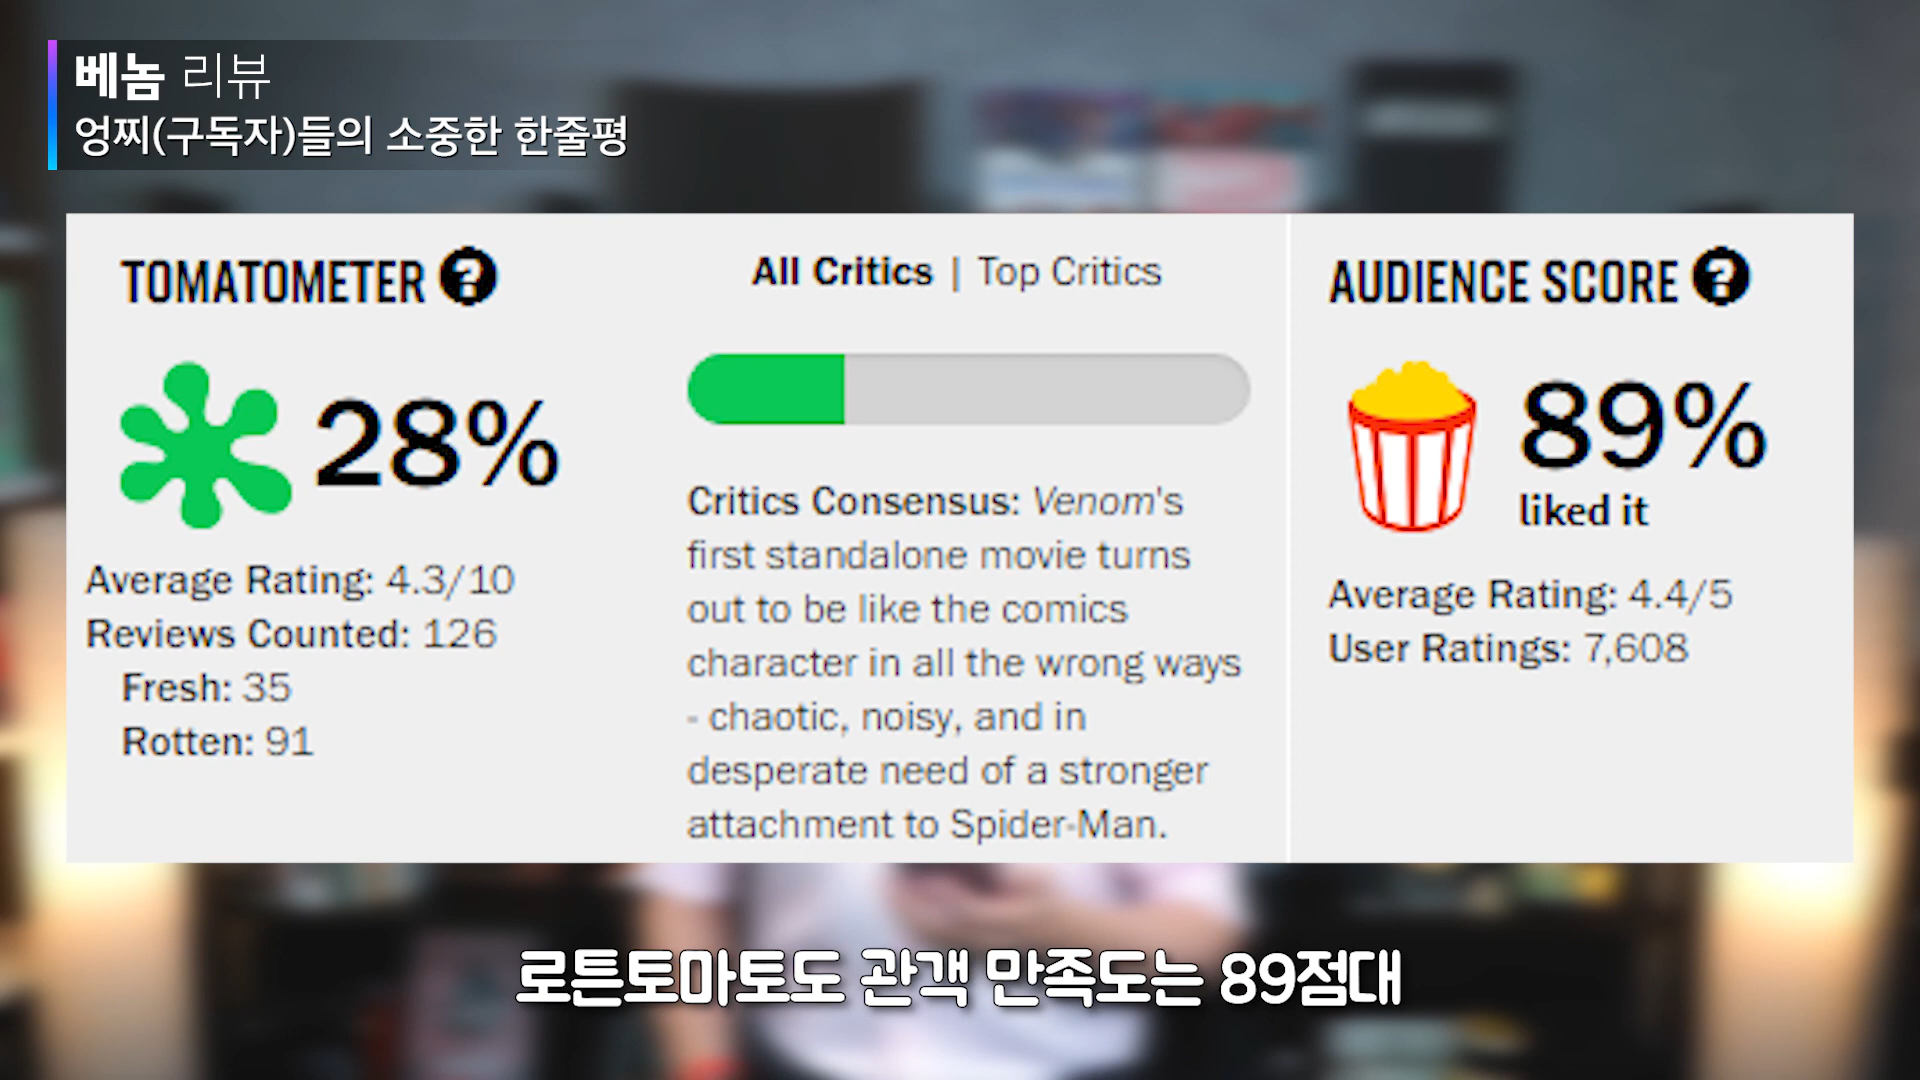 베놈 리뷰
엉찌(구독자)들의 소중한 한줄평
TOMATOMETER ?
28%
Average Rating: 4.3/10
Reviews Counted: 126
Fresh: 35
Rotten: 91
All Critics | Top Critics
Critics Consensus: Venom's
first standalone movie turns
out to be like the comics
character in all the wrong ways
- chaotic, noisy, and in
desperate need of a stronger
attachment to Spider-Man.
AUDIENCE SCORE ?
89%
liked it
Average Rating: 4.4/5
User Ratings: 7,608
로튼토마토도 관객 만족도는 89점대